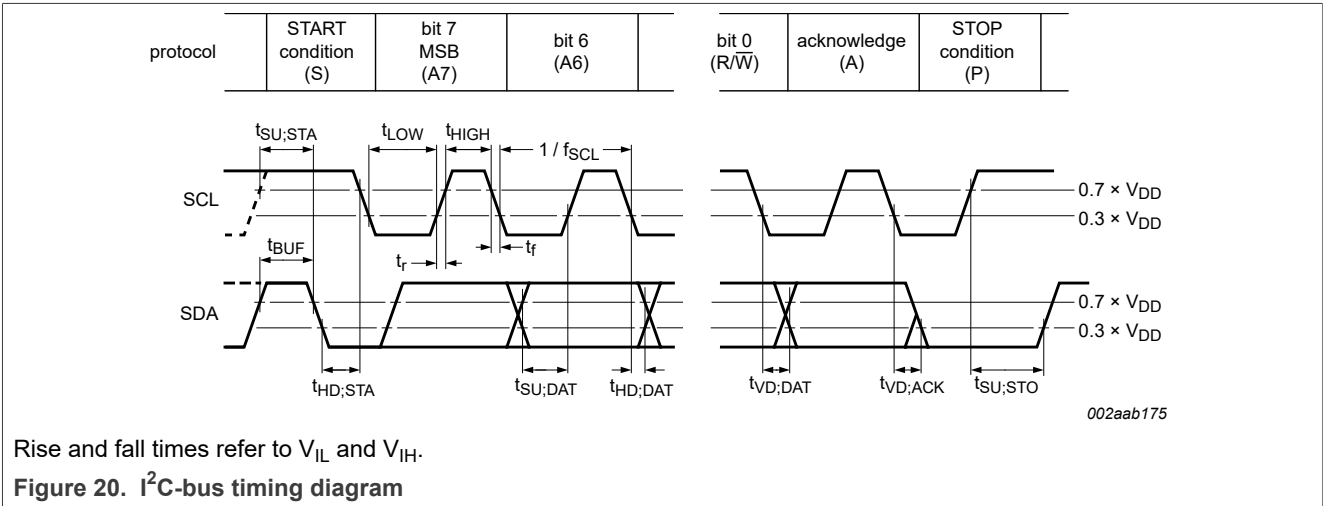 protocol
START condition (S)
bit 7 MSB (A7)
bit 6 (A6)
bit 0 (R/W̅)
acknowledge (A)
STOP condition (P)
tSU;STA
tLOW
tHIGH
1 / fSCL
SCL
0.7 × VDD
0.3 × VDD
tBUF
tr
tf
SDA
0.7 × VDD
0.3 × VDD
tHD;STA
tSU;DAT
tHD;DAT
tVD;DAT
tVD;ACK
tSU;STO
002aab175
Rise and fall times refer to VIL and VIH.
Figure 20. I²C-bus timing diagram